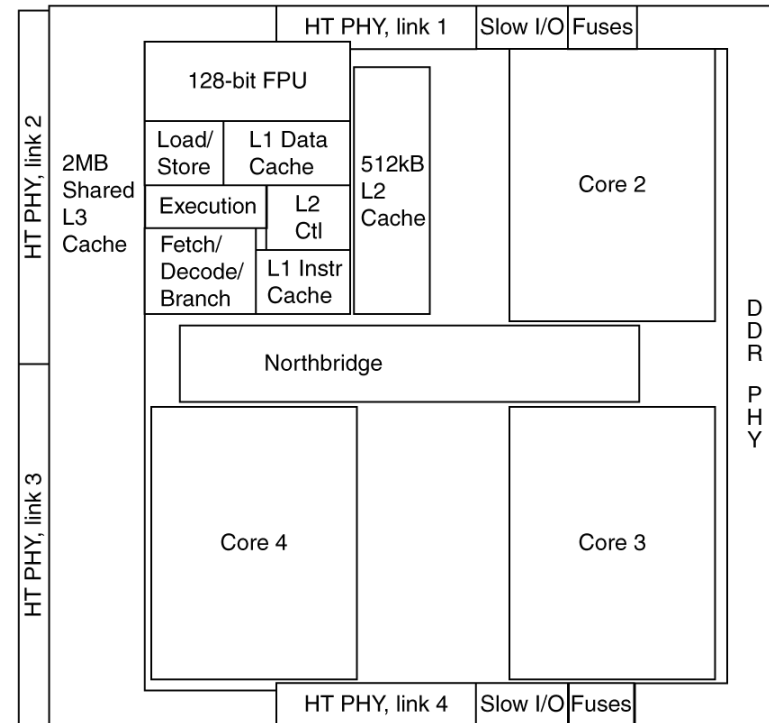 HT PHY, link 1
Slow I/O
Fuses
HT PHY, link 2
2MB
Shared
L3
Cache
128-bit FPU
Load/
Store
L1 Data
Cache
Execution
L2
Ctl
Fetch/
Decode/
Branch
L1 Instr
Cache
512kB
L2
Cache
Core 2
Northbridge
D
D
R
P
H
Y
HT PHY, link 3
Core 4
Core 3
HT PHY, link 4
Slow I/O
Fuses